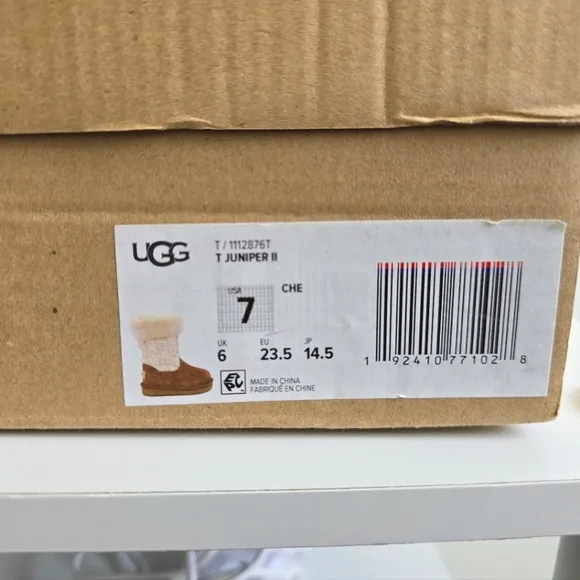 UGG
T / 1112876T
T JUNIPER II
USA
7
CHE
UK EU JP
6 23.5 14.5
MADE IN CHINA
FABRIQUÉ EN CHINE
1 92410 77102 8